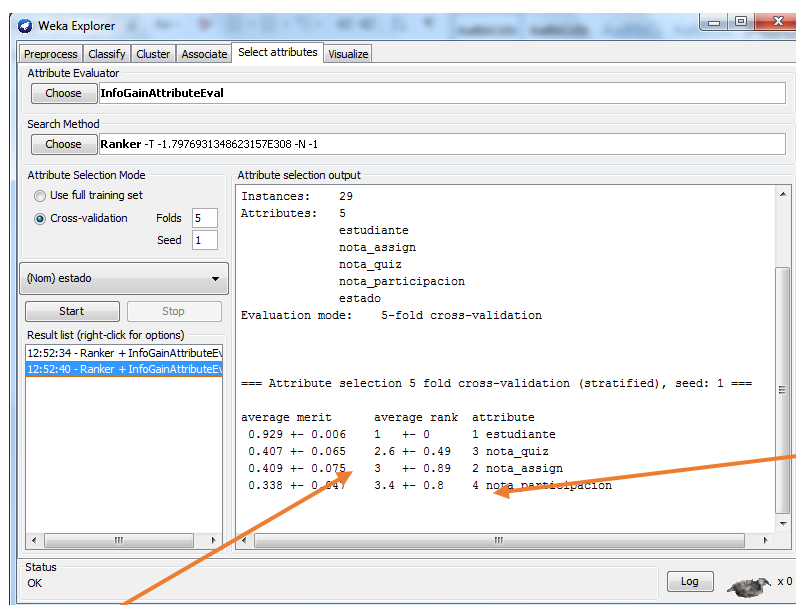 Weka Explorer
Preprocess Classify Cluster Associate Select attributes Visualize
Attribute Evaluator
Choose InfoGainAttributeEval
Search Method
Choose Ranker -T -1.7976931348623157E308 -N -1
Attribute Selection Mode
Use full training set
Cross-validation Folds 5
Seed 1
(Nom) estado
Start Stop
Result list (right-click for options)
12:52:34 - Ranker + InfoGainAttributeEv
12:52:40 - Ranker + InfoGainAttributeEv
Attribute selection output
Instances: 29
Attributes: 5
estudiante
nota_assign
nota_quiz
nota_participacion
estado
Evaluation mode: 5-fold cross-validation
=== Attribute selection 5 fold cross-validation (stratified), seed: 1 ===
average merit average rank attribute
0.929 +- 0.006 1 +- 0 1 estudiante
0.407 +- 0.065 2.6 +- 0.49 3 nota_quiz
0.409 +- 0.075 3 +- 0.89 2 nota_assign
0.338 +- 0.047 3.4 +- 0.8 4 nota_participacion
Status
OK
Log x 0